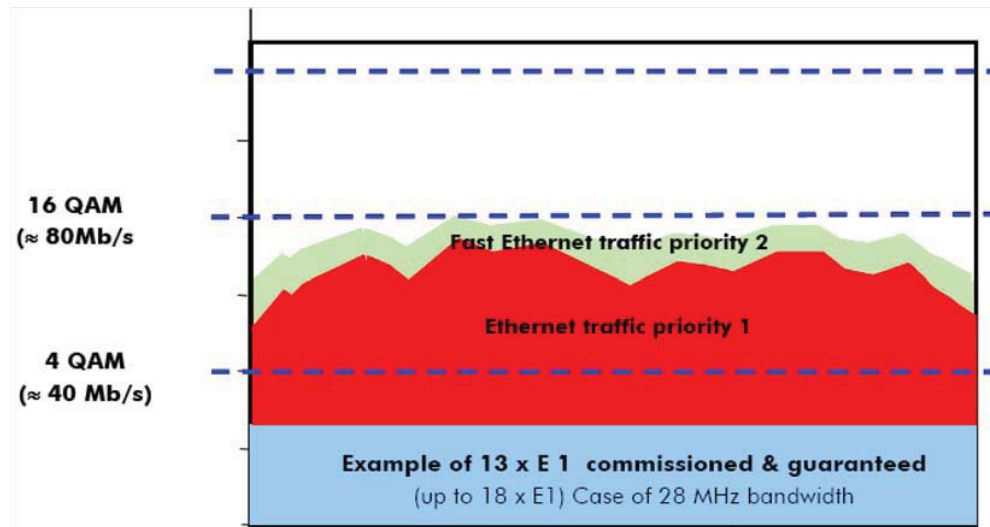 16 QAM
(≈ 80Mb/s
Fast Ethernet traffic priority 2
Ethernet traffic priority 1
4 QAM
(≈ 40 Mb/s)
Example of 13 x E 1 commissioned & guaranteed
(up to 18 x E1) Case of 28 MHz bandwidth